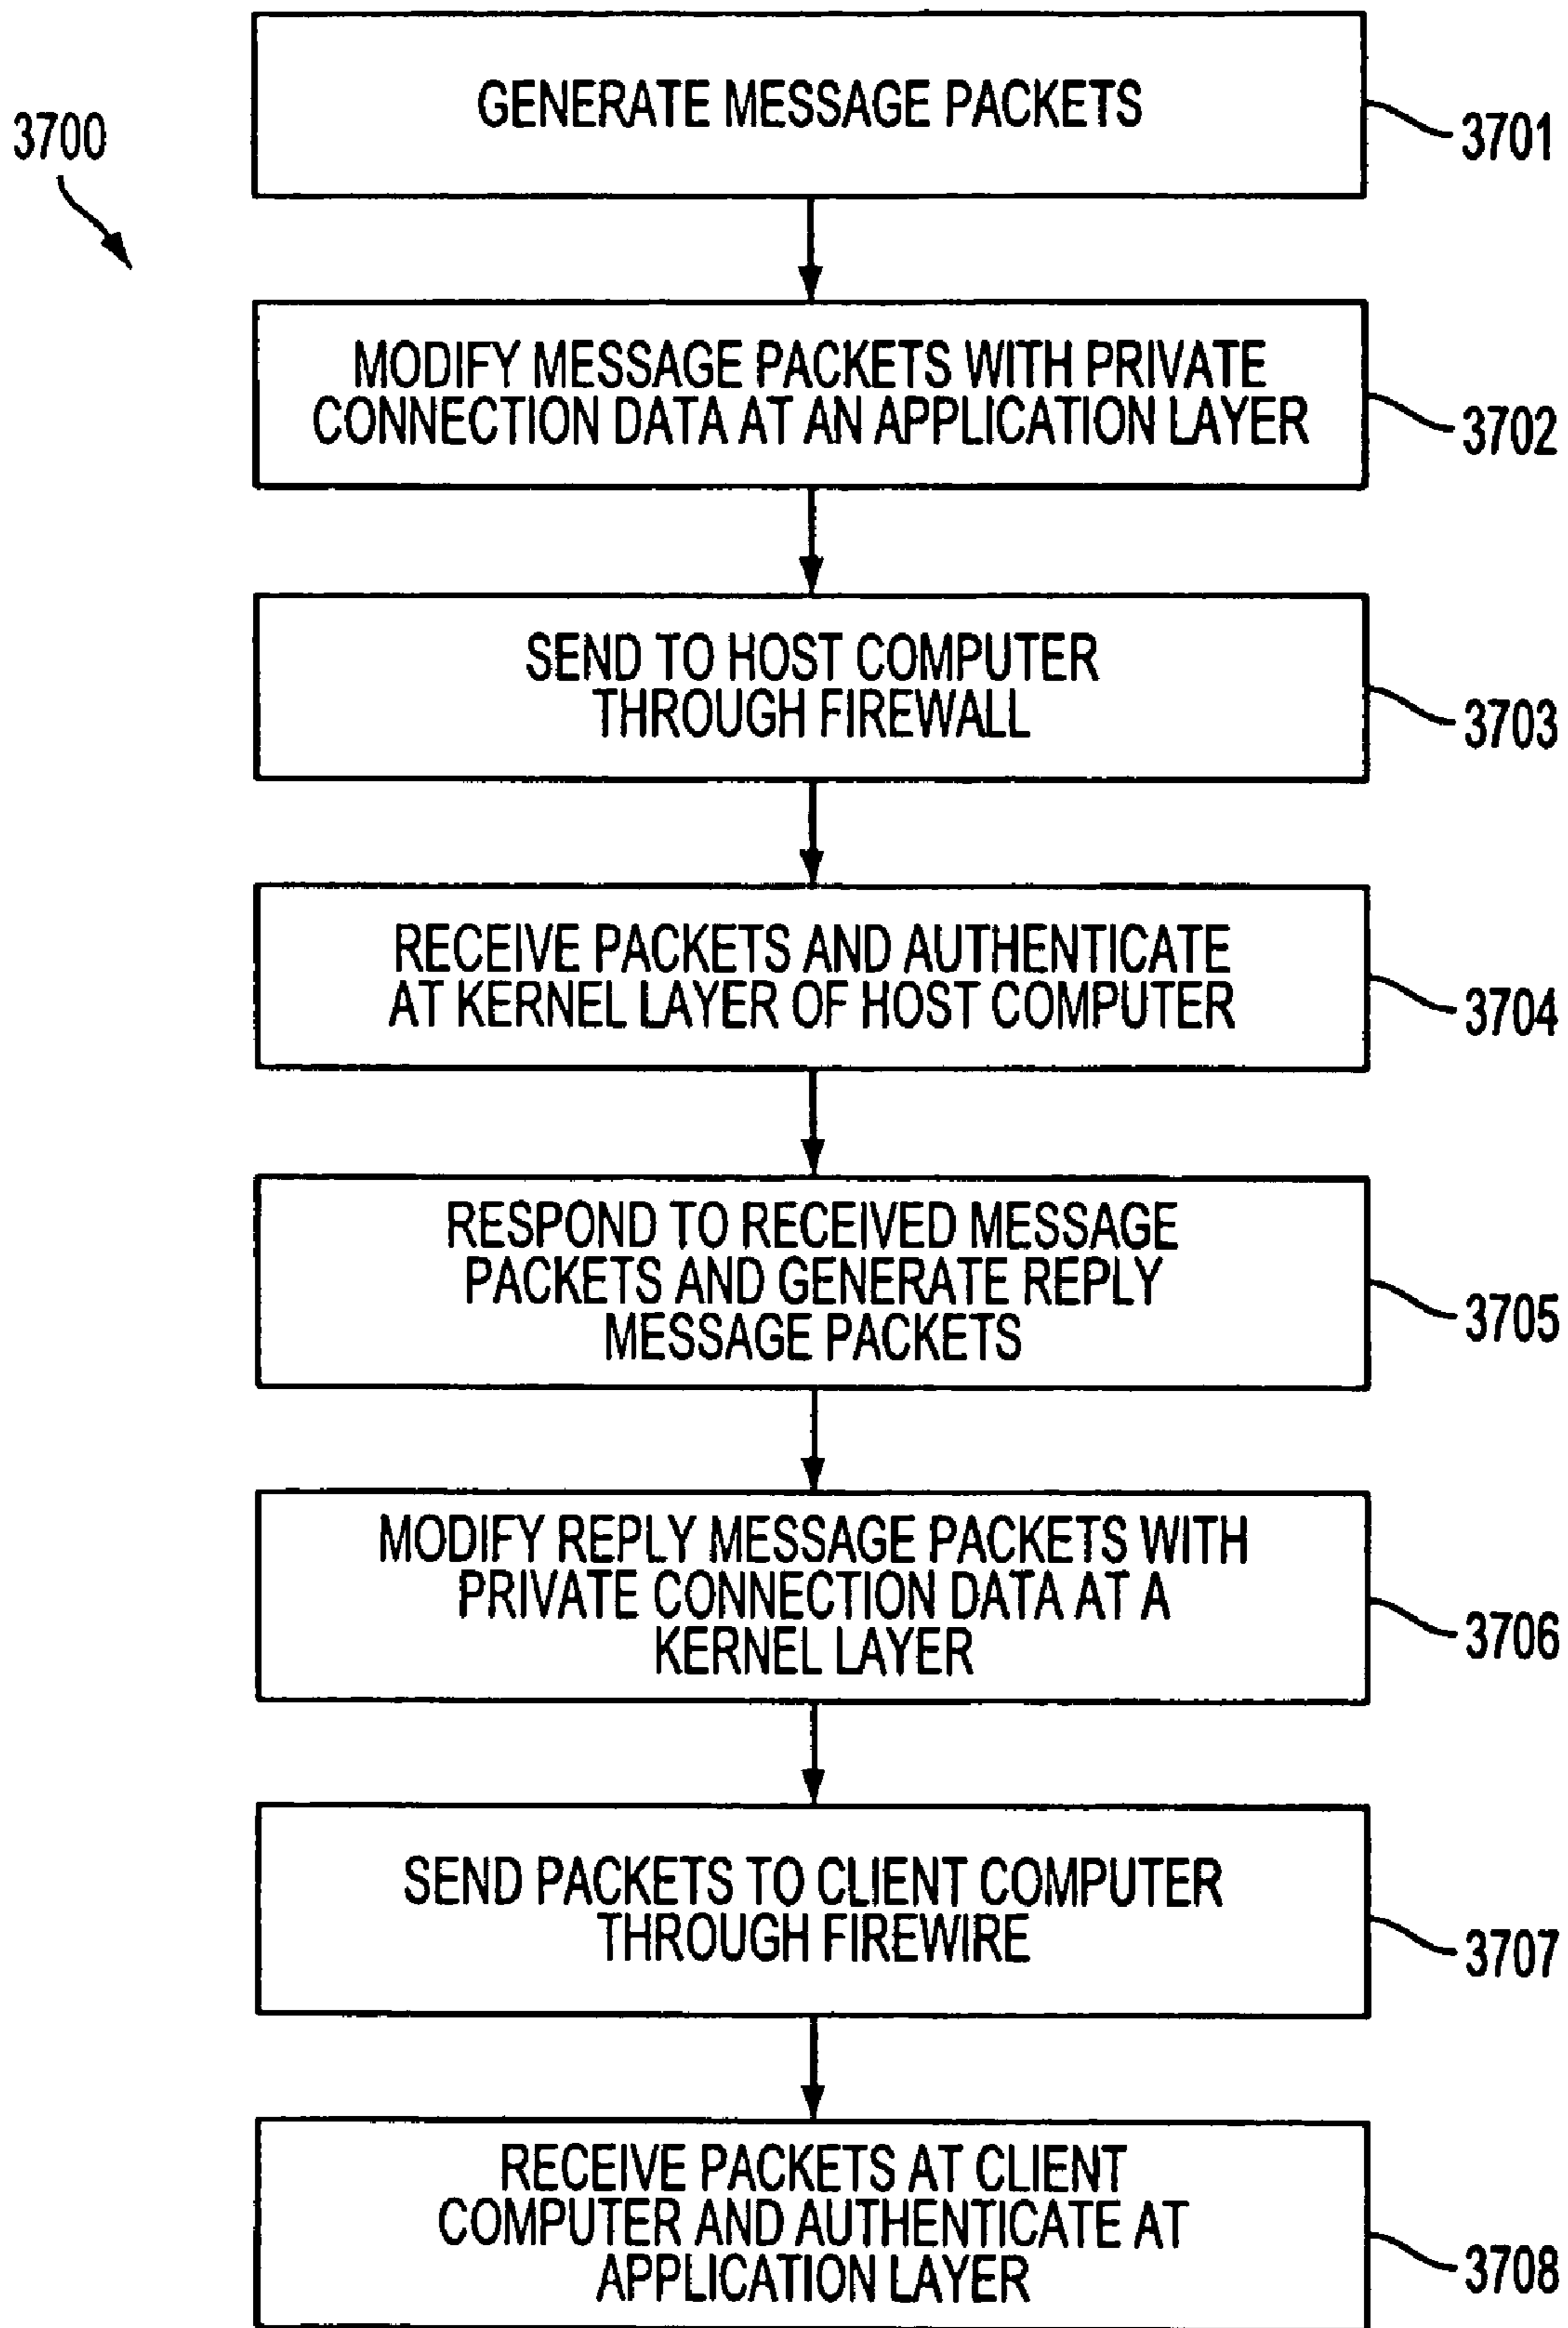 3700
GENERATE MESSAGE PACKETS
3701
MODIFY MESSAGE PACKETS WITH PRIVATE
CONNECTION DATA AT AN APPLICATION LAYER
3702
SEND TO HOST COMPUTER
THROUGH FIREWALL
3703
RECEIVE PACKETS AND AUTHENTICATE
AT KERNEL LAYER OF HOST COMPUTER
3704
RESPOND TO RECEIVED MESSAGE
PACKETS AND GENERATE REPLY
MESSAGE PACKETS
3705
MODIFY REPLY MESSAGE PACKETS WITH
PRIVATE CONNECTION DATA AT A
KERNEL LAYER
3706
SEND PACKETS TO CLIENT COMPUTER
THROUGH FIREWIRE
3707
RECEIVE PACKETS AT CLIENT
COMPUTER AND AUTHENTICATE AT
APPLICATION LAYER
3708